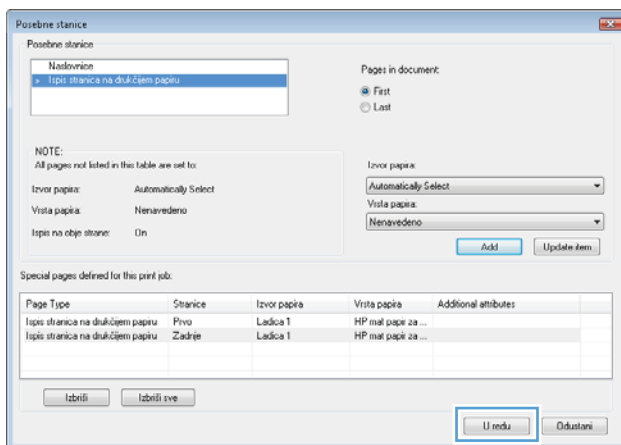 Posebne stanice
Posebne stanice
Naslovnice
» Ispis stranica na drukčijem papiru
Pages in document:
First
Last
NOTE:
All pages not listed in this table are set to:
Izvor papira: Automatically Select
Vrsta papira: Nenavedeno
Ispis na obje strane: On
Izvor papira:
Automatically Select
Vrsta papira:
Nenavedeno
Add Update item
Special pages defined for this print job:
Page Type Stranice Izvor papira Vrsta papira Additional attributes
Ispis stranica na drukčijem papiru Prvo Ladica 1 HP mat papir za ...
Ispis stranica na drukčijem papiru Zadnje Ladica 1 HP mat papir za ...
Izbriši Izbriši sve
U redu Odustani